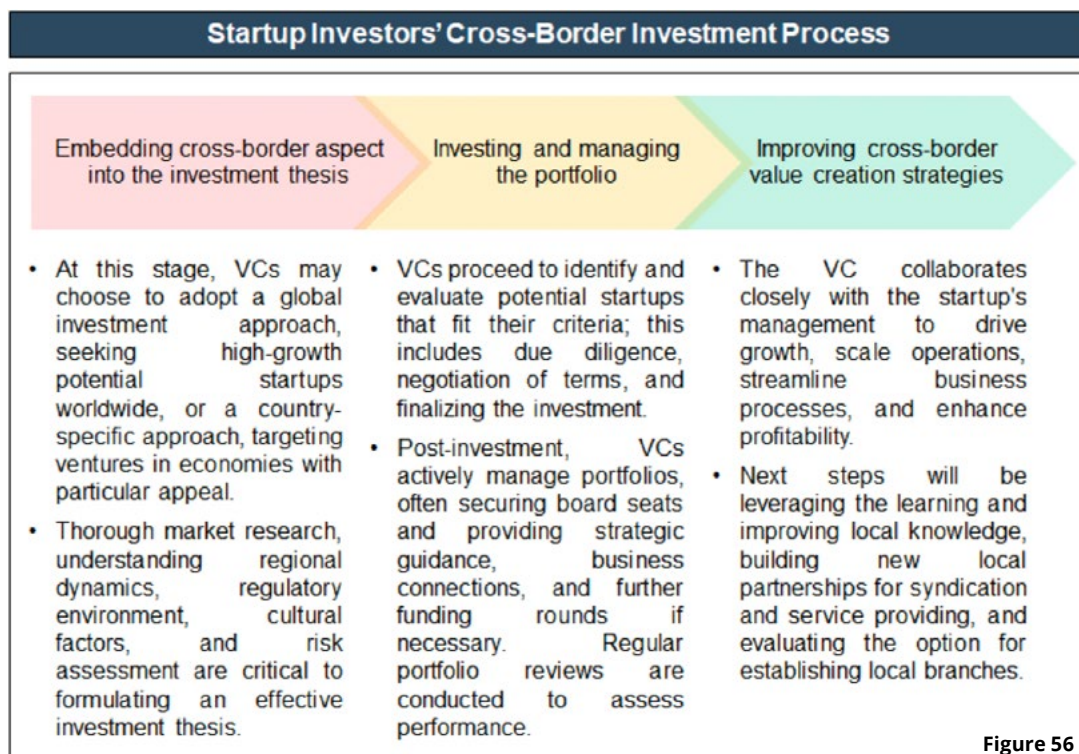 Startup Investors' Cross-Border Investment Process
Embedding cross-border aspect
into the investment thesis
Investing and managing
the portfolio
Improving cross-border
value creation strategies
• At this stage, VCs may
choose to adopt a global
investment approach,
seeking high-growth
potential startups
worldwide, or a country-
specific approach, targeting
ventures in economies with
particular appeal.
• Thorough market research,
understanding regional
dynamics, regulatory
environment, cultural
factors, and risk
assessment are critical to
formulating an effective
investment thesis.
• VCs proceed to identify and
evaluate potential startups
that fit their criteria; this
includes due diligence,
negotiation of terms, and
finalizing the investment.
• Post-investment, VCs
actively manage portfolios,
often securing board seats
and providing strategic
guidance, business
connections, and further
funding rounds if
necessary. Regular
portfolio reviews are
conducted to assess
performance.
• The VC collaborates
closely with the startup's
management to drive
growth, scale operations,
streamline business
processes, and enhance
profitability.
• Next steps will be
leveraging the learning and
improving local knowledge,
building new local
partnerships for syndication
and service providing, and
evaluating the option for
establishing local branches.
Figure 56